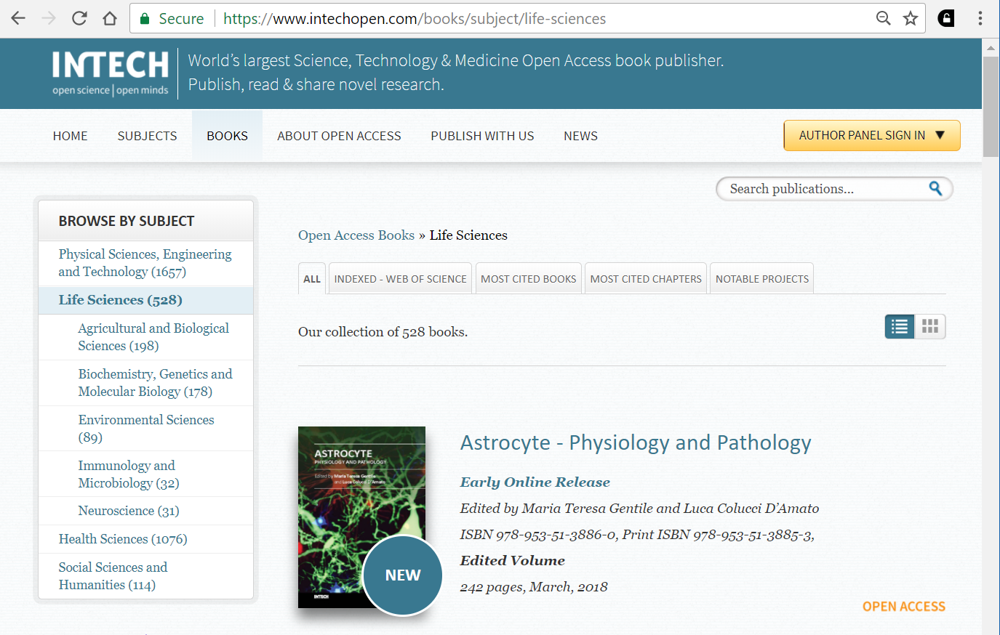 Secure
https://www.intechopen.com/books/subject/life-sciences
INTECH
open science | open minds
World’s largest Science, Technology & Medicine Open Access book publisher.
Publish, read & share novel research.
HOME
SUBJECTS
BOOKS
ABOUT OPEN ACCESS
PUBLISH WITH US
NEWS
AUTHOR PANEL SIGN IN ▼
Search publications...
BROWSE BY SUBJECT
Physical Sciences, Engineering
and Technology (1657)
Life Sciences (528)
Agricultural and Biological
Sciences (198)
Biochemistry, Genetics and
Molecular Biology (178)
Environmental Sciences
(89)
Immunology and
Microbiology (32)
Neuroscience (31)
Health Sciences (1076)
Social Sciences and
Humanities (114)
Open Access Books » Life Sciences
ALL
INDEXED - WEB OF SCIENCE
MOST CITED BOOKS
MOST CITED CHAPTERS
NOTABLE PROJECTS
Our collection of 528 books.
ASTROCYTE
PHYSIOLOGY AND PATHOLOGY
Edited by Maria Teresa Gentile
and Luca Colucci D’Amato
INTECH
NEW
Astrocyte - Physiology and Pathology
Early Online Release
Edited by Maria Teresa Gentile and Luca Colucci D’Amato
ISBN 978-953-51-3886-0, Print ISBN 978-953-51-3885-3,
Edited Volume
242 pages, March, 2018
OPEN ACCESS